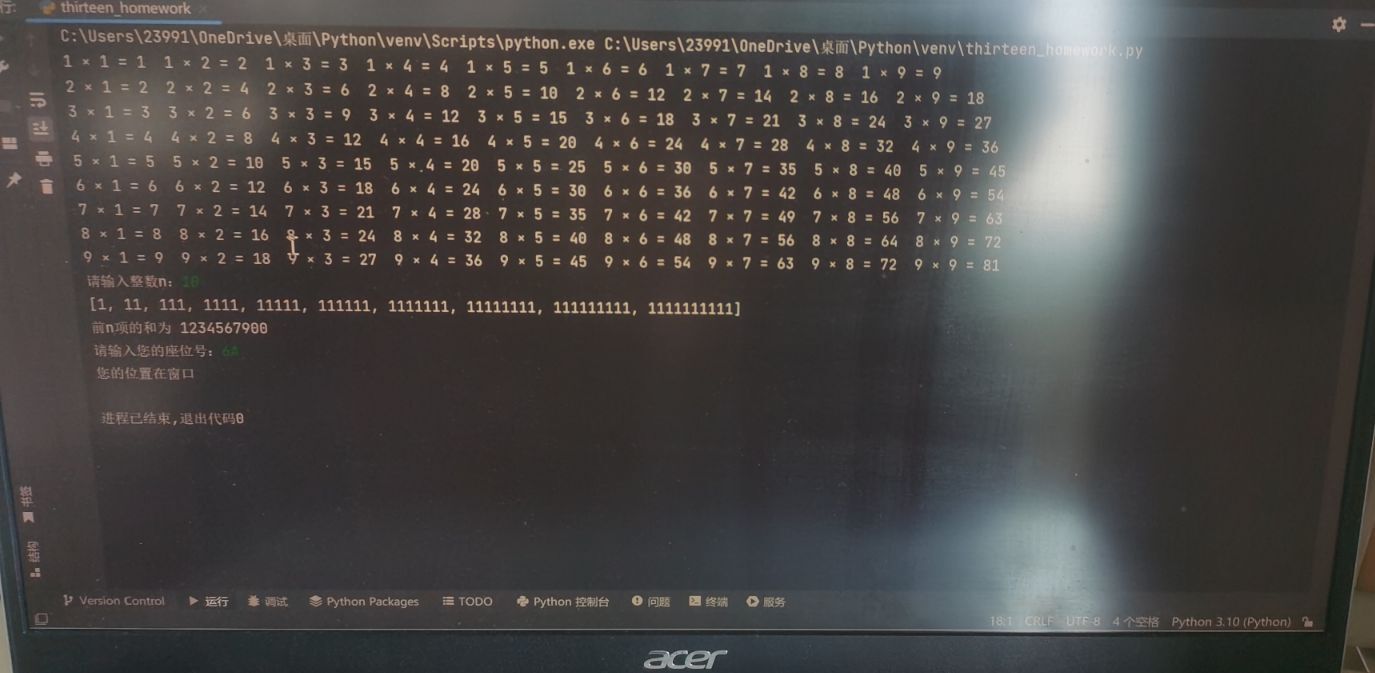 行:
thirteen_homework
C:\Users\23991\OneDrive\桌面\Python\venv\Scripts\python.exe C:\Users\23991\OneDrive\桌面\Python\venv\thirteen_homework.py
1 × 1 = 1  1 × 2 = 2  1 × 3 = 3  1 × 4 = 4  1 × 5 = 5  1 × 6 = 6  1 × 7 = 7  1 × 8 = 8  1 × 9 = 9
2 × 1 = 2  2 × 2 = 4  2 × 3 = 6  2 × 4 = 8  2 × 5 = 10  2 × 6 = 12  2 × 7 = 14  2 × 8 = 16  2 × 9 = 18
3 × 1 = 3  3 × 2 = 6  3 × 3 = 9  3 × 4 = 12  3 × 5 = 15  3 × 6 = 18  3 × 7 = 21  3 × 8 = 24  3 × 9 = 27
4 × 1 = 4  4 × 2 = 8  4 × 3 = 12  4 × 4 = 16  4 × 5 = 20  4 × 6 = 24  4 × 7 = 28  4 × 8 = 32  4 × 9 = 36
5 × 1 = 5  5 × 2 = 10  5 × 3 = 15  5 × 4 = 20  5 × 5 = 25  5 × 6 = 30  5 × 7 = 35  5 × 8 = 40  5 × 9 = 45
6 × 1 = 6  6 × 2 = 12  6 × 3 = 18  6 × 4 = 24  6 × 5 = 30  6 × 6 = 36  6 × 7 = 42  6 × 8 = 48  6 × 9 = 54
7 × 1 = 7  7 × 2 = 14  7 × 3 = 21  7 × 4 = 28  7 × 5 = 35  7 × 6 = 42  7 × 7 = 49  7 × 8 = 56  7 × 9 = 63
8 × 1 = 8  8 × 2 = 16  8 × 3 = 24  8 × 4 = 32  8 × 5 = 40  8 × 6 = 48  8 × 7 = 56  8 × 8 = 64  8 × 9 = 72
9 × 1 = 9  9 × 2 = 18  9 × 3 = 27  9 × 4 = 36  9 × 5 = 45  9 × 6 = 54  9 × 7 = 63  9 × 8 = 72  9 × 9 = 81
请输入整数n: 10
[1, 11, 111, 1111, 11111, 111111, 1111111, 11111111, 111111111, 1111111111]
前n项的和为 1234567900
请输入您的座位号: 6A
您的位置在窗口
进程已结束,退出代码0
书签
结构
Version Control 运行 调试 Python Packages TODO Python 控制台 问题 终端 服务
18:1 CRLF UTF-8 4 个空格 Python 3.10 (Python)
acer